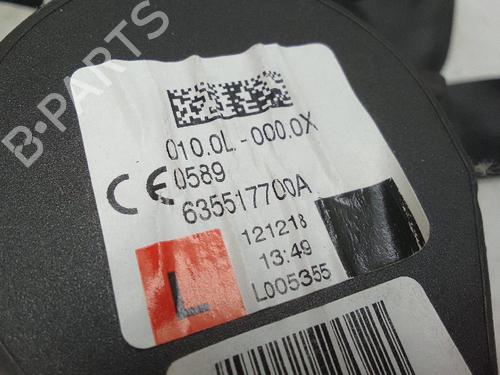 B-PARTS
010.0L-000.0X
CE 0589
635517700A
121218
13:49
L L005355